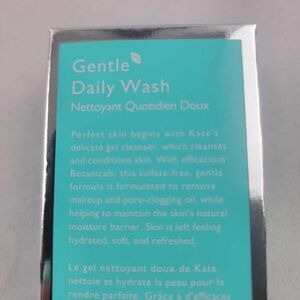 Gentle
Daily Wash
Nettoyant Quotidien Doux
Perfect skin begins with Kate's
delicate gel cleanser, which cleanses
and conditions skin. With efficacious
Botanicals, this sulfate-free, gentle
formula is formulated to remove
makeup and pore-clogging oil, while
helping to maintain the skin's natural
moisture barrier. Skin is left feeling
hydrated, soft, and refreshed.
Le gel nettoyant doux de Kate
nettoie et hydrate la peau pour la
rendre parfaite. Grâce à d'efficaces